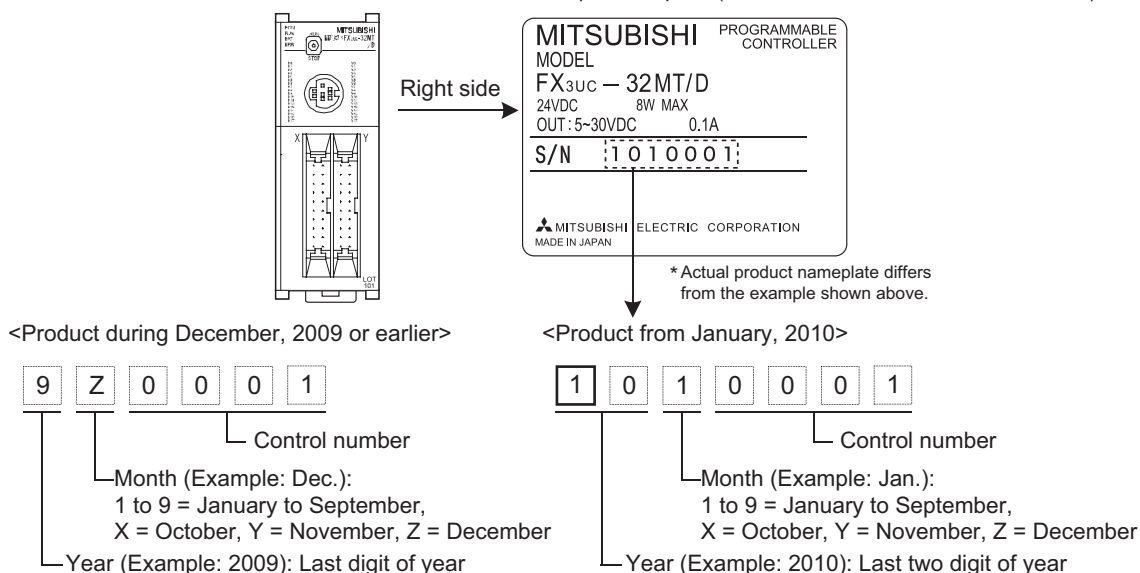 MITSUBISHI
X Y
LOT
101
Right side
MITSUBISHI PROGRAMMABLE CONTROLLER
MODEL
FX3UC – 32MT/D
24VDC 8W MAX
OUT : 5~30VDC 0.1A
S/N 1010001
MITSUBISHI ELECTRIC CORPORATION
MADE IN JAPAN
* Actual product nameplate differs
from the example shown above.
<Product during December, 2009 or earlier>
9 Z 0 0 0 1
Control number
Month (Example: Dec.):
1 to 9 = January to September,
X = October, Y = November, Z = December
Year (Example: 2009): Last digit of year
<Product from January, 2010>
1 0 1 0 0 0 1
Control number
Month (Example: Jan.):
1 to 9 = January to September,
X = October, Y = November, Z = December
Year (Example: 2010): Last two digit of year